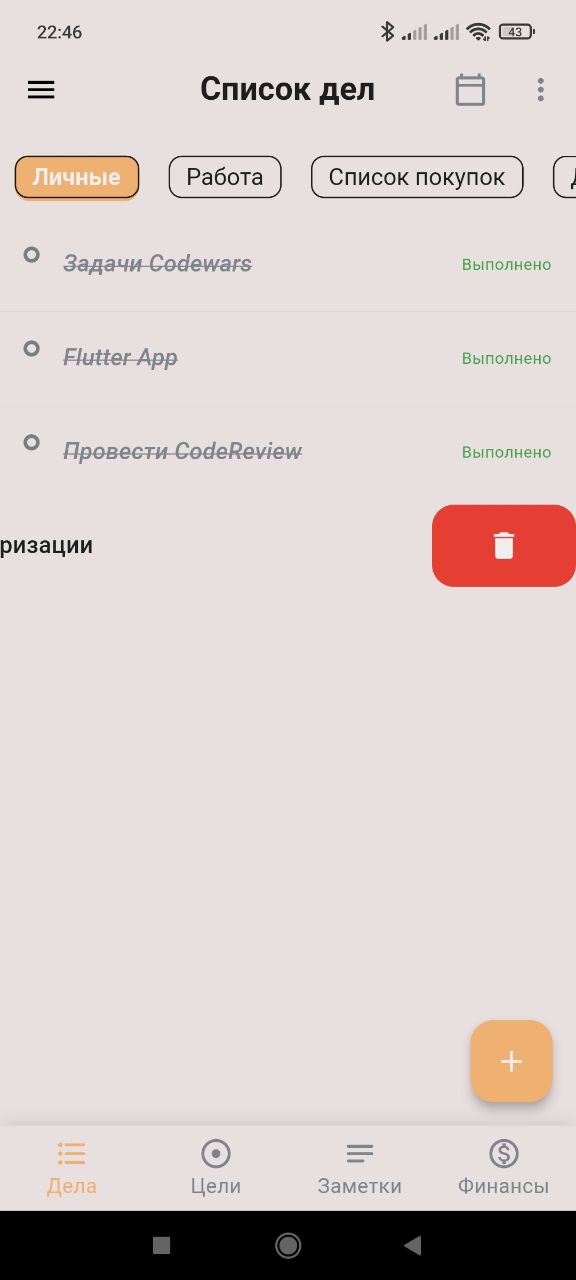 22:46
43
Список дел
Личные
Работа
Список покупок
Задачи Codewars
Выполнено
Flutter App
Выполнено
Провести CodeReview
Выполнено
ризации
Дела
Цели
Заметки
Финансы